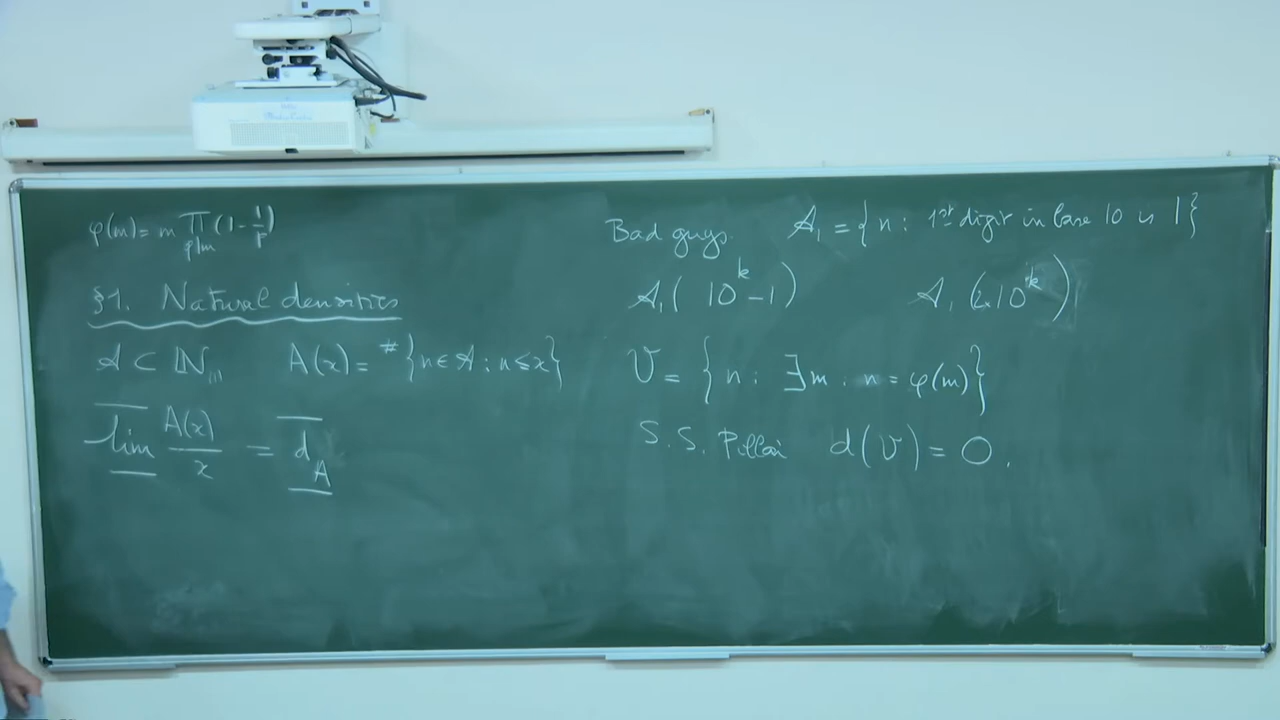 φ(m) = m ∏_{p|m} (1 - 1/p)
§1. Natural densities
A ⊂ ℕ A(x) = #{n ∈ A : n ≤ x}
lim A(x)/x = d A
Bad guys. A₁ = {n : 1st digit in base 10 is 1}
A₁(10^k - 1) A₁(2×10^k)
V = {n : ∃m . n = φ(m)}
S. S. Pillai d(V) = 0.